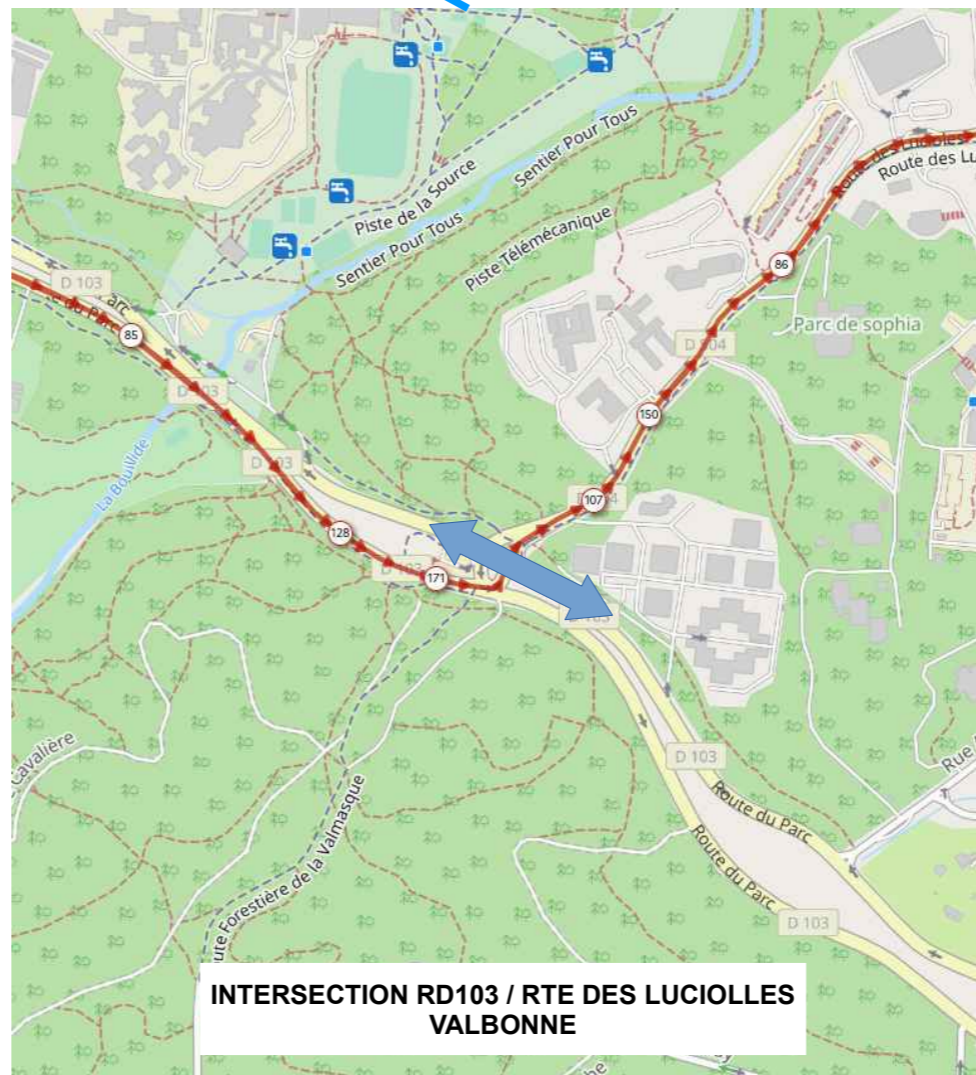 Sentier Pour Tous
Piste de la Source
Route des Lu
Sentier Pour Tous
Piste Télémécanique
D 103
86
Parc de sophia
85
D 103
150
La Bouillide
D 103
107
128
171
D 103
D 103
Cavalière
D 103
Route du Parc
Route Forestière de la Valmasque
Route du Parc
D 103
INTERSECTION RD103 / RTE DES LUCIOLLES
VALBONNE